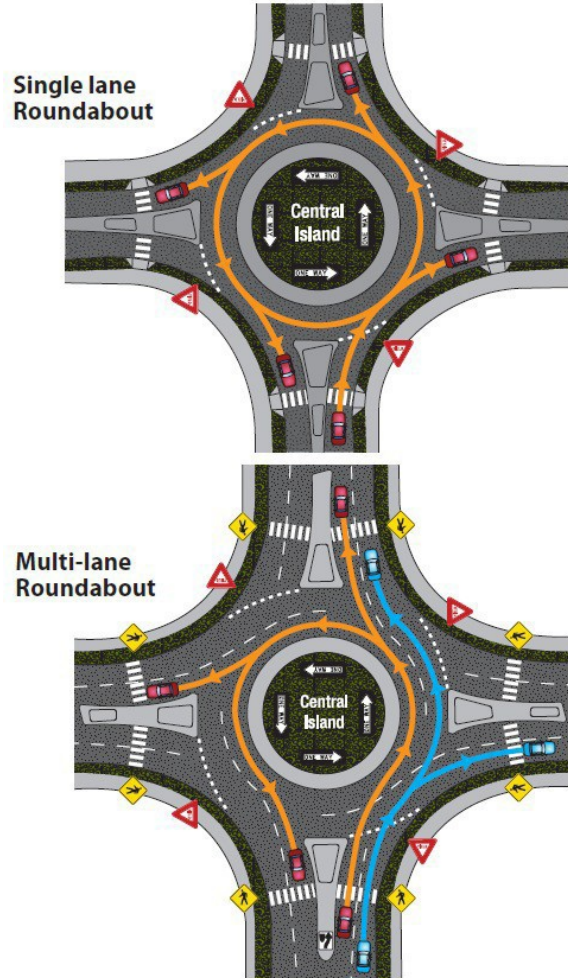 Single lane
Roundabout
ONE WAY
ONE WAY
Central
Island
ONE WAY
ONE WAY
Multi-lane
Roundabout
ONE WAY
ONE WAY
Central
Island
ONE WAY
ONE WAY